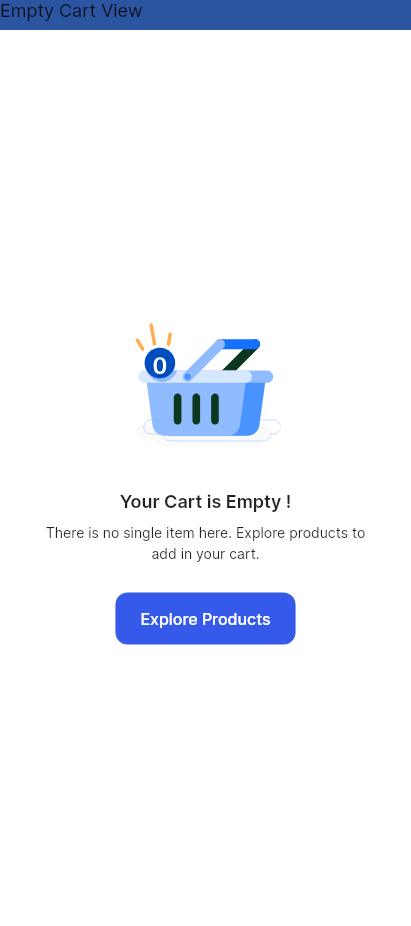 Empty Cart View
0
Your Cart is Empty !
There is no single item here. Explore products to
add in your cart.
Explore Products